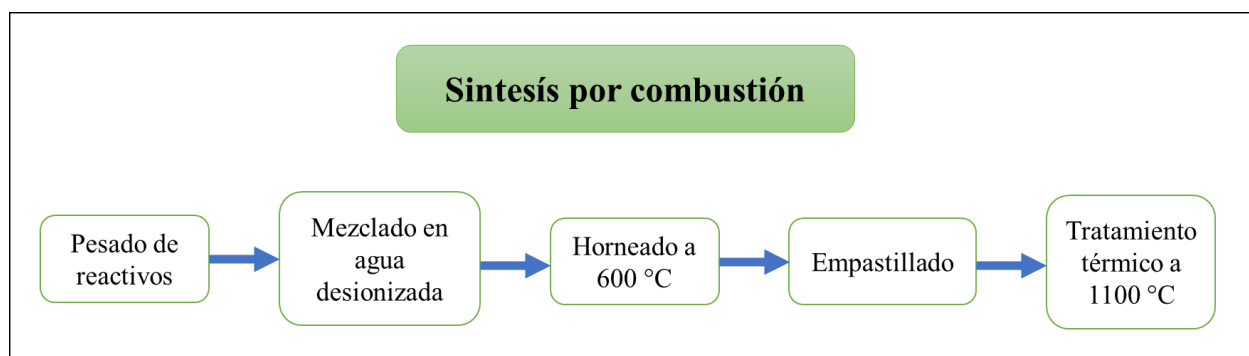 Sintesís por combustión
Pesado de
reactivos
Mezclado en
agua
desionizada
Horneado a
600 °C
Empastillado
Tratamiento
térmico a
1100 °C